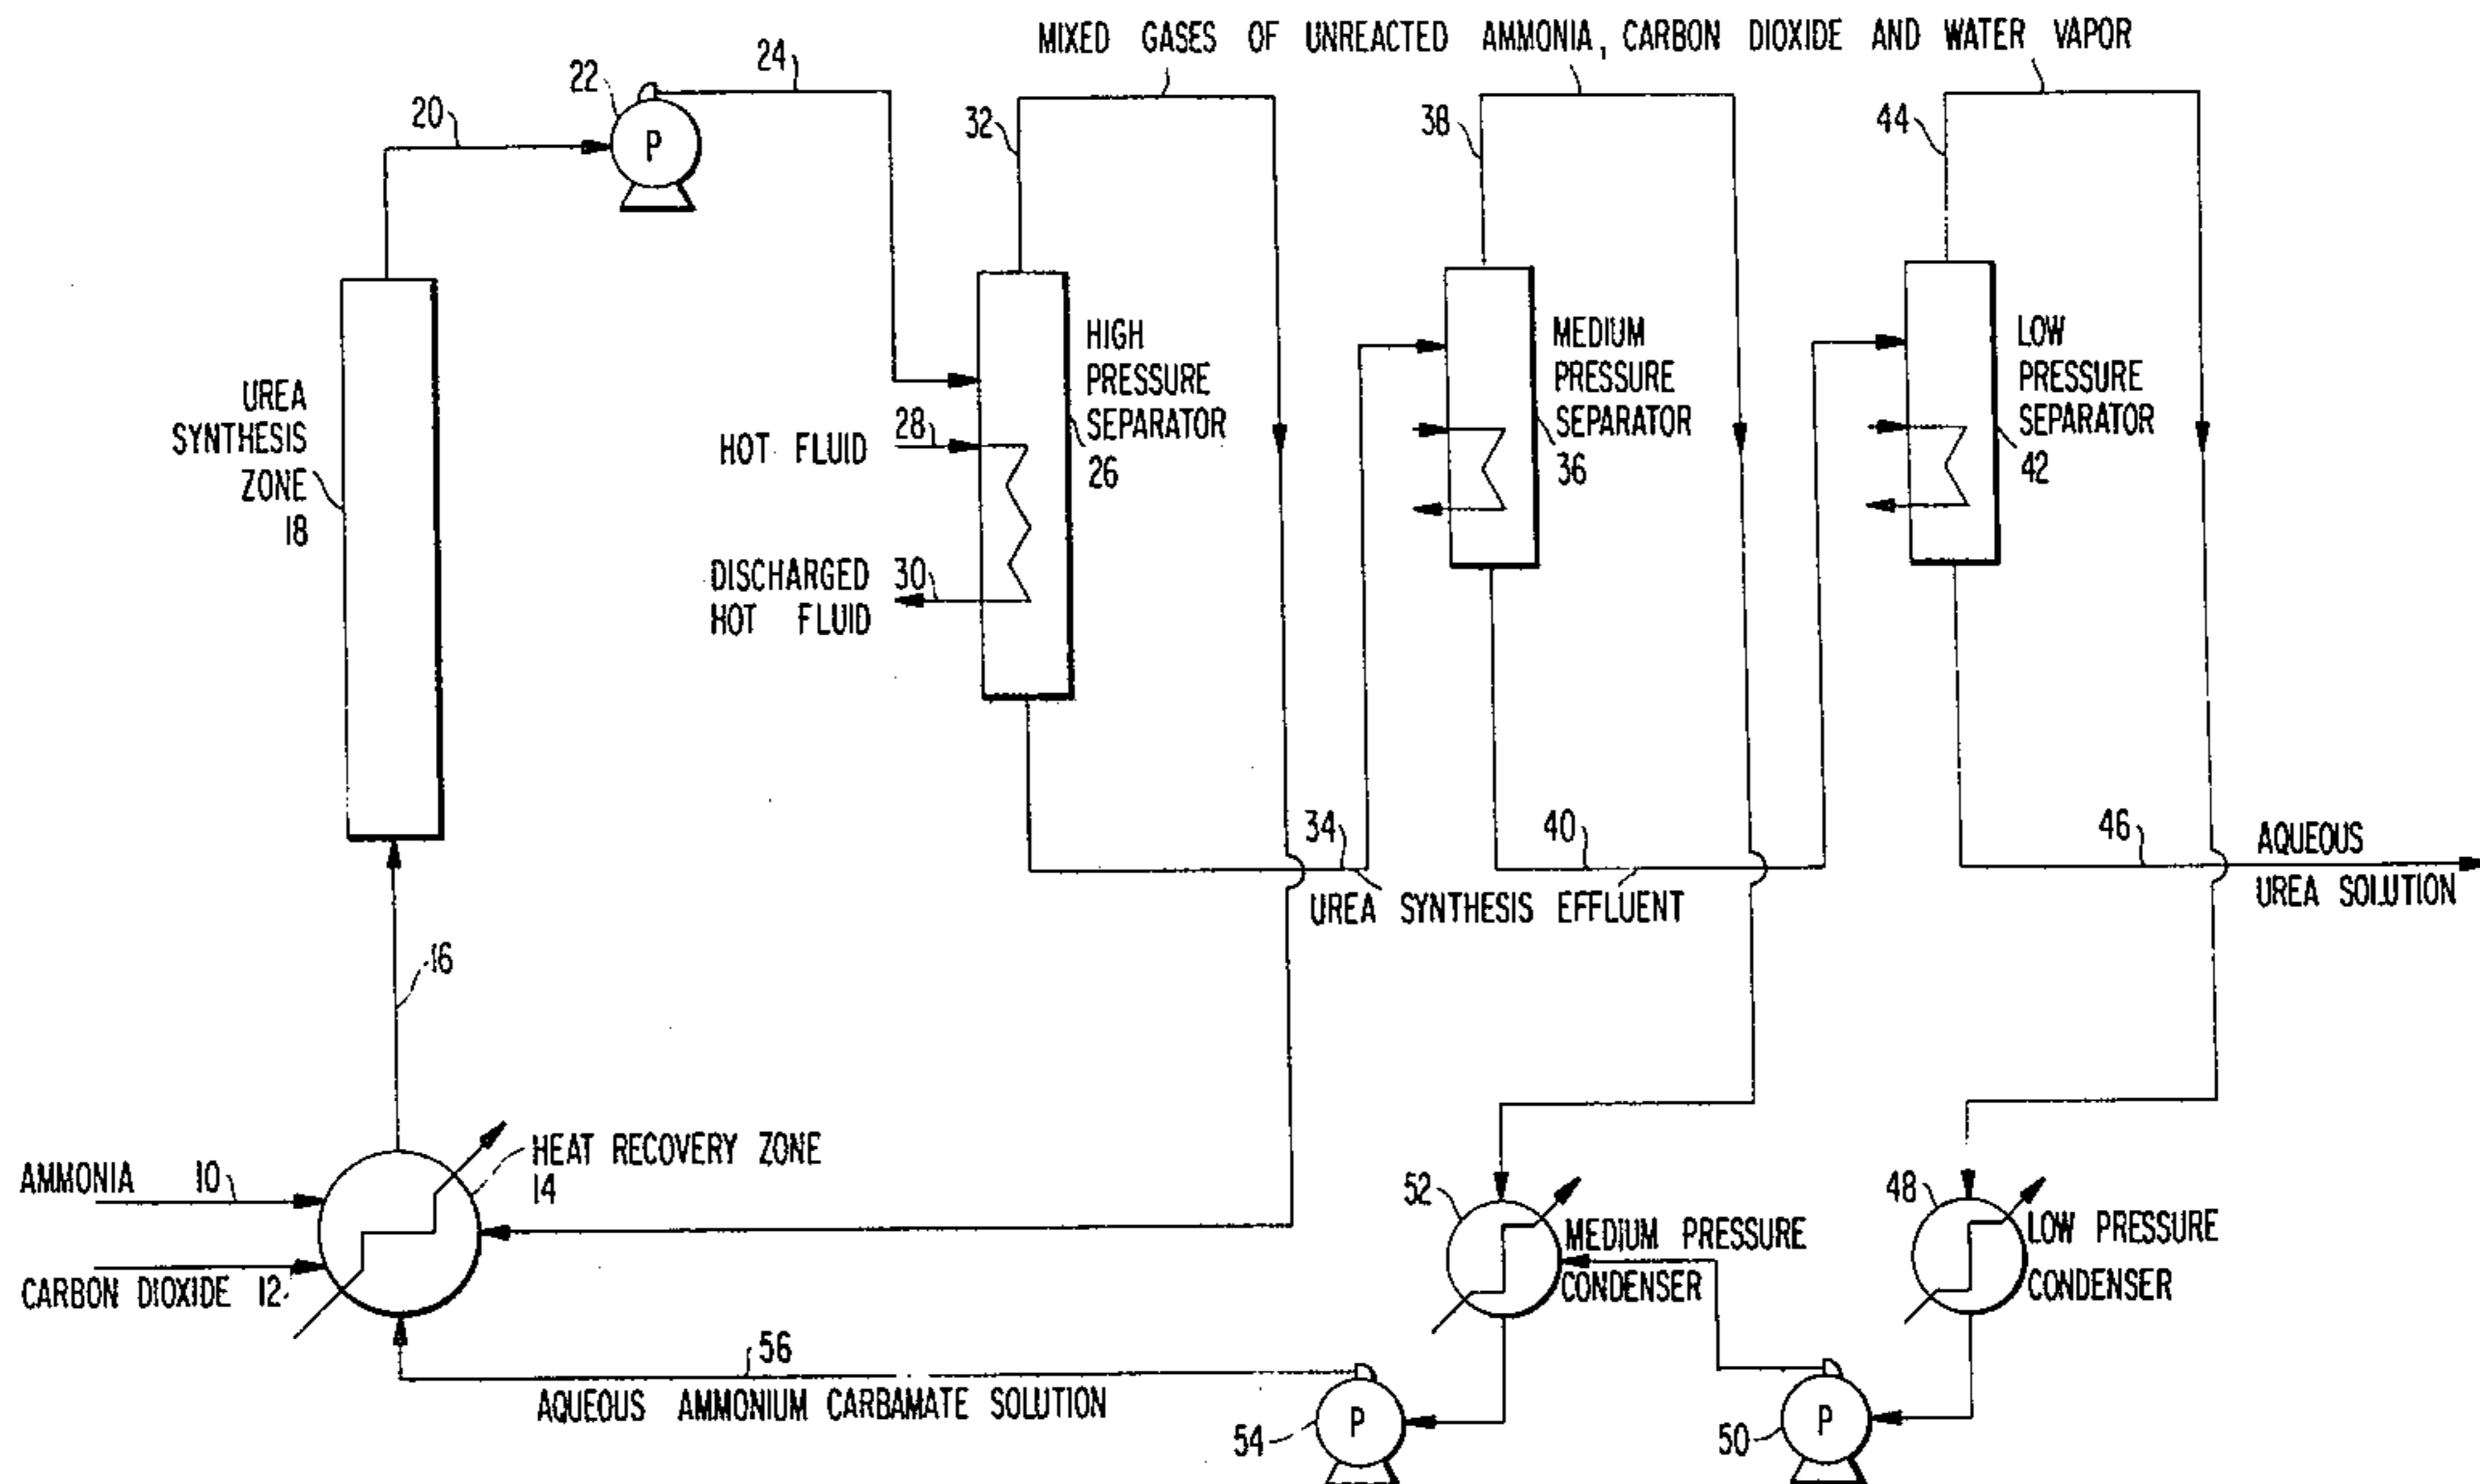 MIXED GASES OF UNREACTED AMMONIA, CARBON DIOXIDE AND WATER VAPOR
24
22
20
P
32
38
44
HIGH
PRESSURE
SEPARATOR
26
MEDIUM
PRESSURE
SEPARATOR
36
LOW
PRESSURE
SEPARATOR
42
UREA
SYNTHESIS
ZONE
18
HOT FLUID
28
DISCHARGED
HOT FLUID
30
34
40
46
AQUEOUS
UREA SOLUTION
UREA SYNTHESIS EFFLUENT
16
HEAT RECOVERY ZONE
14
AMMONIA 10
CARBON DIOXIDE 12
52
MEDIUM PRESSURE
CONDENSER
48
LOW PRESSURE
CONDENSER
56
AQUEOUS AMMONIUM CARBAMATE SOLUTION
54
P
50
P